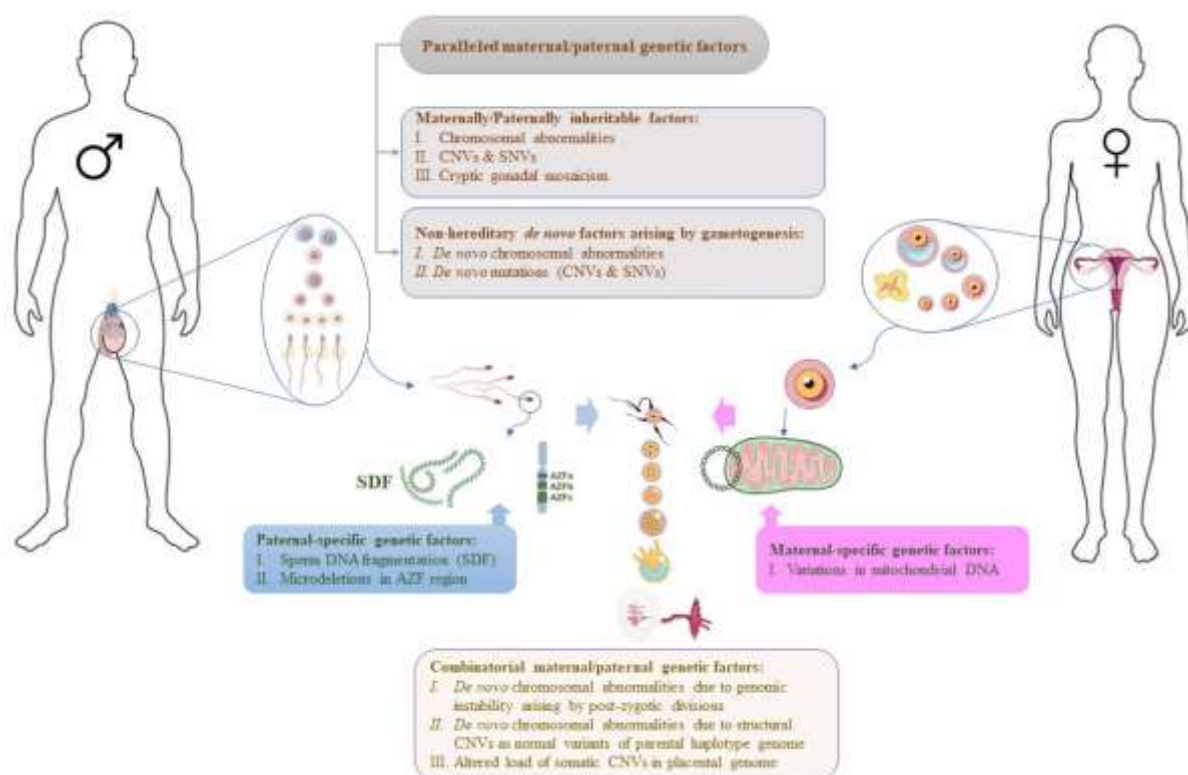 Paralleled maternal/paternal genetic factors
Maternally/Paternally inheritable factors:
I. Chromosomal abnormalities
II. CNVs & SNVs
III. Cryptic gonadal mosaicism
Non-hereditary de novo factors arising by gametogenesis:
I. De novo chromosomal abnormalities
II. De novo mutations (CNVs & SNVs)
SDF
AZFa
AZFb
AZFc
Paternal-specific genetic factors:
I. Sperm DNA fragmentation (SDF)
II. Microdeletions in AZF region
Maternal-specific genetic factors:
I. Variations in mitochondrial DNA
Combinatorial maternal/paternal genetic factors:
I. De novo chromosomal abnormalities due to genomic
instability arising by post-zygotic divisions
II. De novo chromosomal abnormalities due to structural
CNVs as normal variants of parental haplotype genome
III. Altered load of somatic CNVs in placental genome